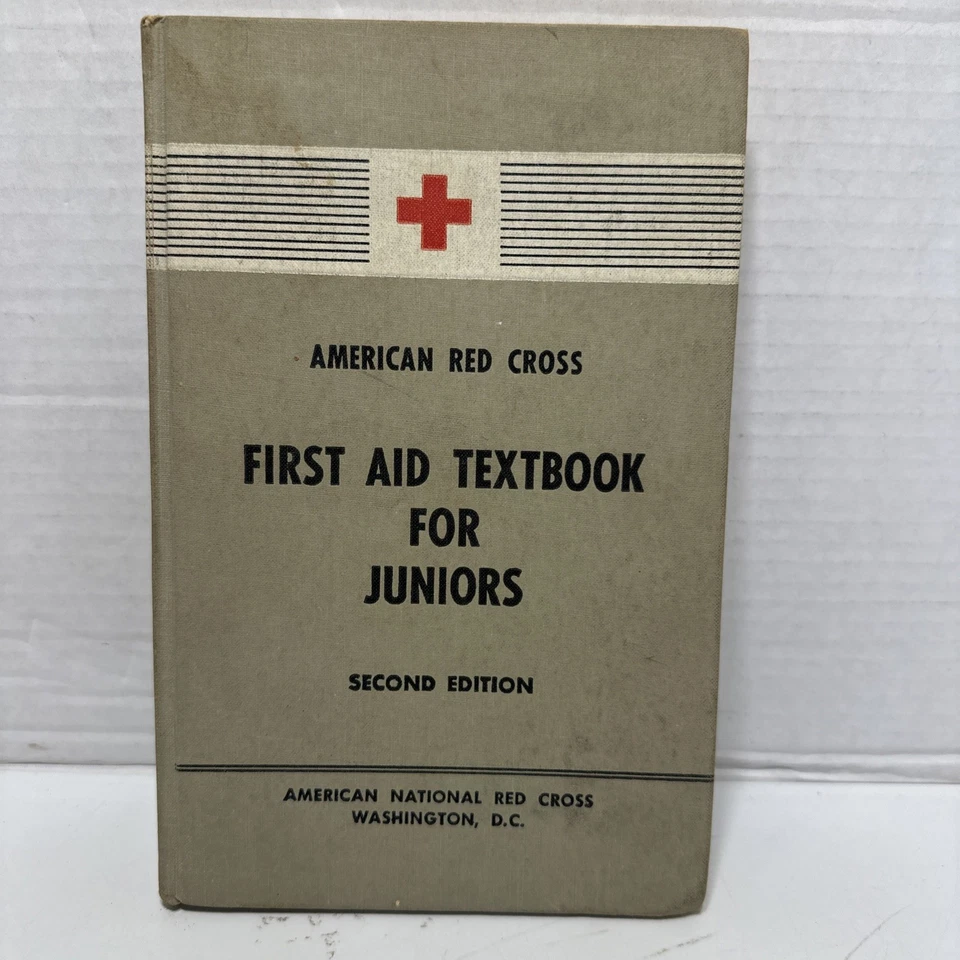 AMERICAN RED CROSS
FIRST AID TEXTBOOK
FOR
JUNIORS
SECOND EDITION
AMERICAN NATIONAL RED CROSS
WASHINGTON, D.C.